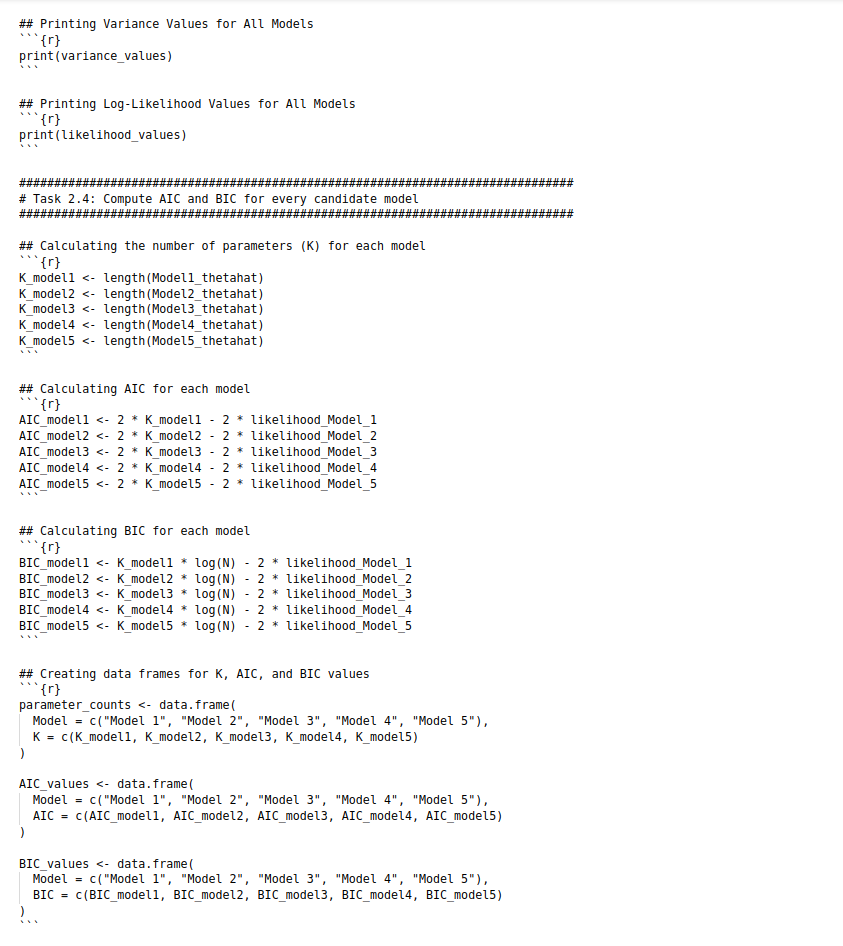 ## Printing Variance Values for All Models
```{r}
print(variance_values)
```
## Printing Log-Likelihood Values for All Models
```{r}
print(likelihood_values)
```
###############################################################################
# Task 2.4: Compute AIC and BIC for every candidate model
###############################################################################
## Calculating the number of parameters (K) for each model
```{r}
K_model1 <- length(Model1_thetahat)
K_model2 <- length(Model2_thetahat)
K_model3 <- length(Model3_thetahat)
K_model4 <- length(Model4_thetahat)
K_model5 <- length(Model5_thetahat)
```
## Calculating AIC for each model
```{r}
AIC_model1 <- 2 * K_model1 - 2 * likelihood_Model_1
AIC_model2 <- 2 * K_model2 - 2 * likelihood_Model_2
AIC_model3 <- 2 * K_model3 - 2 * likelihood_Model_3
AIC_model4 <- 2 * K_model4 - 2 * likelihood_Model_4
AIC_model5 <- 2 * K_model5 - 2 * likelihood_Model_5
```
## Calculating BIC for each model
```{r}
BIC_model1 <- K_model1 * log(N) - 2 * likelihood_Model_1
BIC_model2 <- K_model2 * log(N) - 2 * likelihood_Model_2
BIC_model3 <- K_model3 * log(N) - 2 * likelihood_Model_3
BIC_model4 <- K_model4 * log(N) - 2 * likelihood_Model_4
BIC_model5 <- K_model5 * log(N) - 2 * likelihood_Model_5
```
## Creating data frames for K, AIC, and BIC values
```{r}
parameter_counts <- data.frame(
  Model = c("Model 1", "Model 2", "Model 3", "Model 4", "Model 5"),
  K = c(K_model1, K_model2, K_model3, K_model4, K_model5)
)
AIC_values <- data.frame(
  Model = c("Model 1", "Model 2", "Model 3", "Model 4", "Model 5"),
  AIC = c(AIC_model1, AIC_model2, AIC_model3, AIC_model4, AIC_model5)
)
BIC_values <- data.frame(
  Model = c("Model 1", "Model 2", "Model 3", "Model 4", "Model 5"),
  BIC = c(BIC_model1, BIC_model2, BIC_model3, BIC_model4, BIC_model5)
)
```